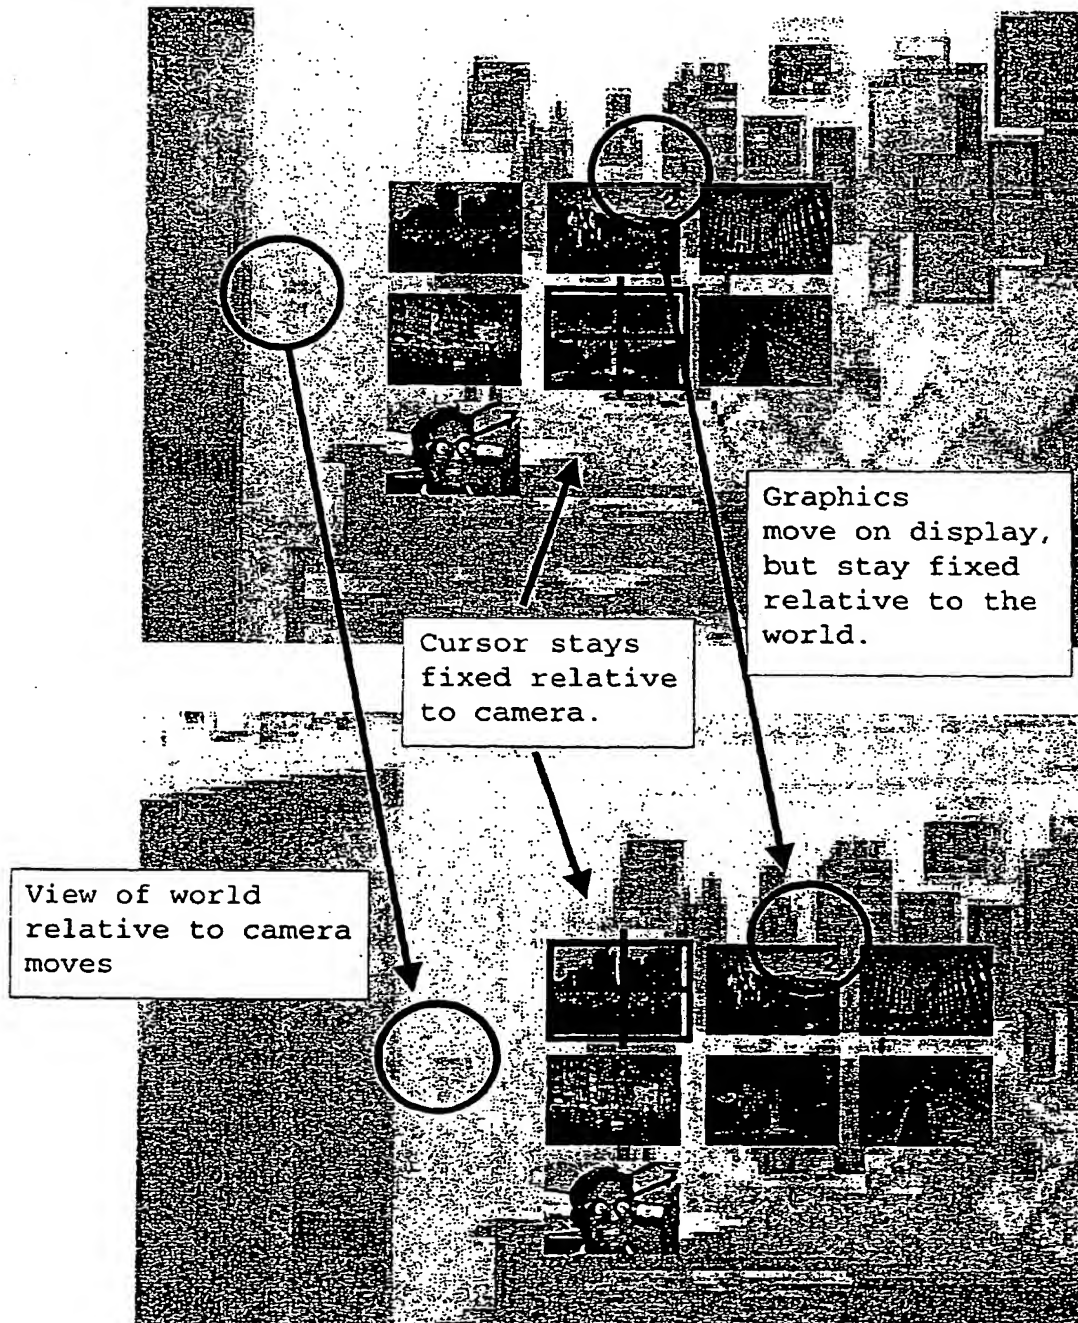 Graphics
move on display,
but stay fixed
relative to the
world.
Cursor stays
fixed relative
to camera.
View of world
relative to camera
moves